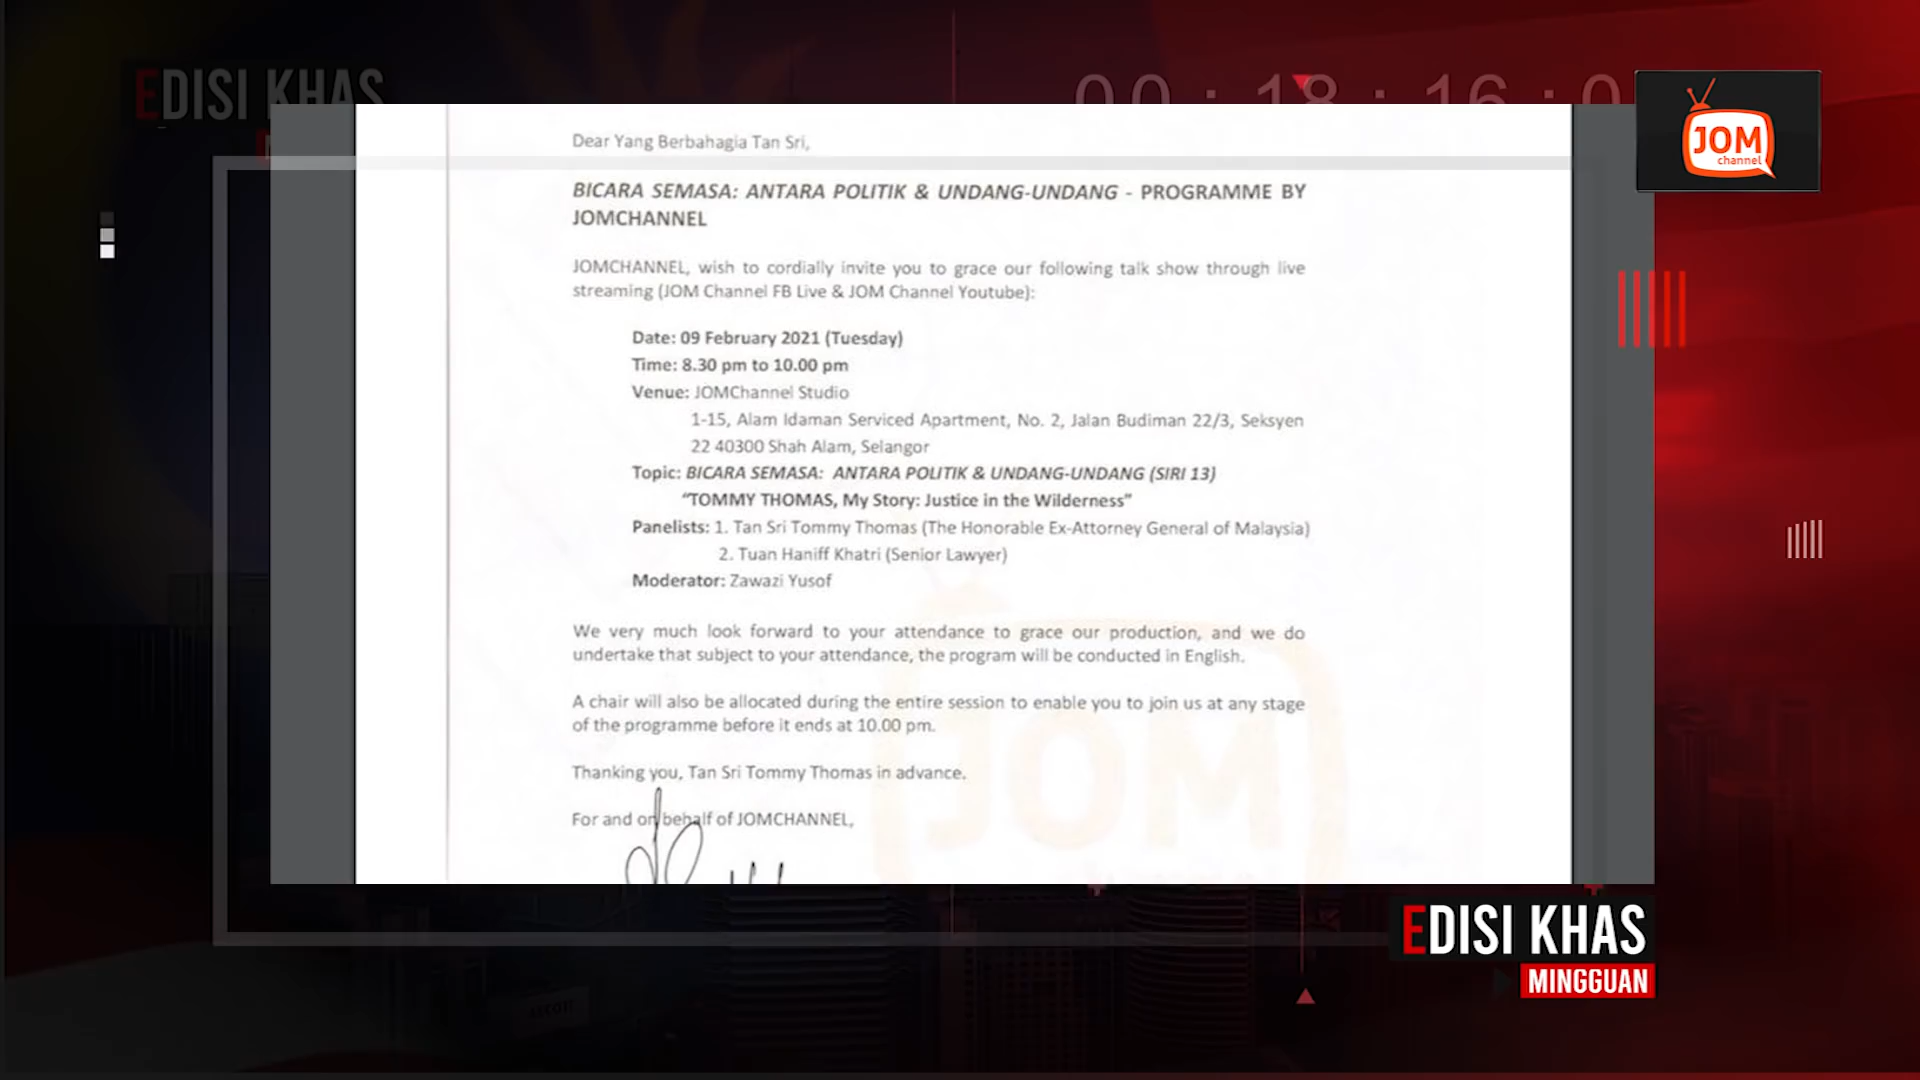 EDISI KHAS
00 : 18 : 16 : 0
JOM
channel
Dear Yang Berbahagia Tan Sri,
BICARA SEMASA: ANTARA POLITIK & UNDANG-UNDANG - PROGRAMME BY
JOMCHANNEL
JOMCHANNEL, wish to cordially invite you to grace our following talk show through live
streaming (JOM Channel FB Live & JOM Channel Youtube):
Date: 09 February 2021 (Tuesday)
Time: 8.30 pm to 10.00 pm
Venue: JOMChannel Studio
1-15, Alam Idaman Serviced Apartment, No. 2, Jalan Budiman 22/3, Seksyen
22 40300 Shah Alam, Selangor
Topic: BICARA SEMASA: ANTARA POLITIK & UNDANG-UNDANG (SIRI 13)
"TOMMY THOMAS, My Story: Justice in the Wilderness"
Panelists: 1. Tan Sri Tommy Thomas (The Honorable Ex-Attorney General of Malaysia)
2. Tuan Haniff Khatri (Senior Lawyer)
Moderator: Zawazi Yusof
We very much look forward to your attendance to grace our production, and we do
undertake that subject to your attendance, the program will be conducted in English.
A chair will also be allocated during the entire session to enable you to join us at any stage
of the programme before it ends at 10.00 pm.
Thanking you, Tan Sri Tommy Thomas in advance.
For and on behalf of JOMCHANNEL,
JOM
EDISI KHAS
MINGGUAN